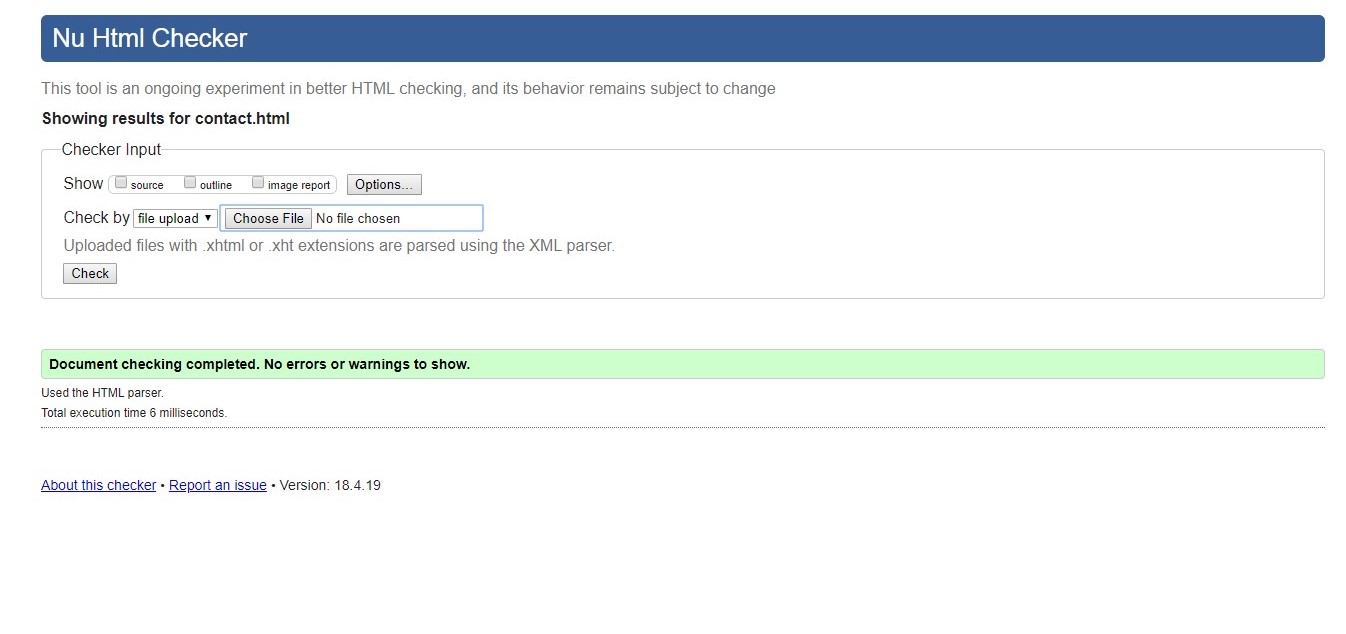 Nu Html Checker
This tool is an ongoing experiment in better HTML checking, and its behavior remains subject to change
Showing results for contact.html
Checker Input
Show source outline image report Options...
Check by file upload Choose File No file chosen
Uploaded files with .xhtml or .xht extensions are parsed using the XML parser.
Check
Document checking completed. No errors or warnings to show.
Used the HTML parser.
Total execution time 6 milliseconds.
About this checker • Report an issue • Version: 18.4.19